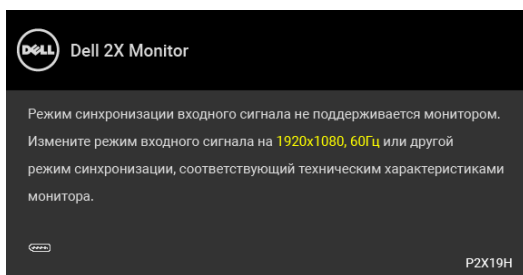 DELL Dell 2X Monitor
Режим синхронизации входного сигнала не поддерживается монитором.
Измените режим входного сигнала на 1920x1080, 60Гц или другой
режим синхронизации, соответствующий техническим характеристиками
монитора.
P2X19H